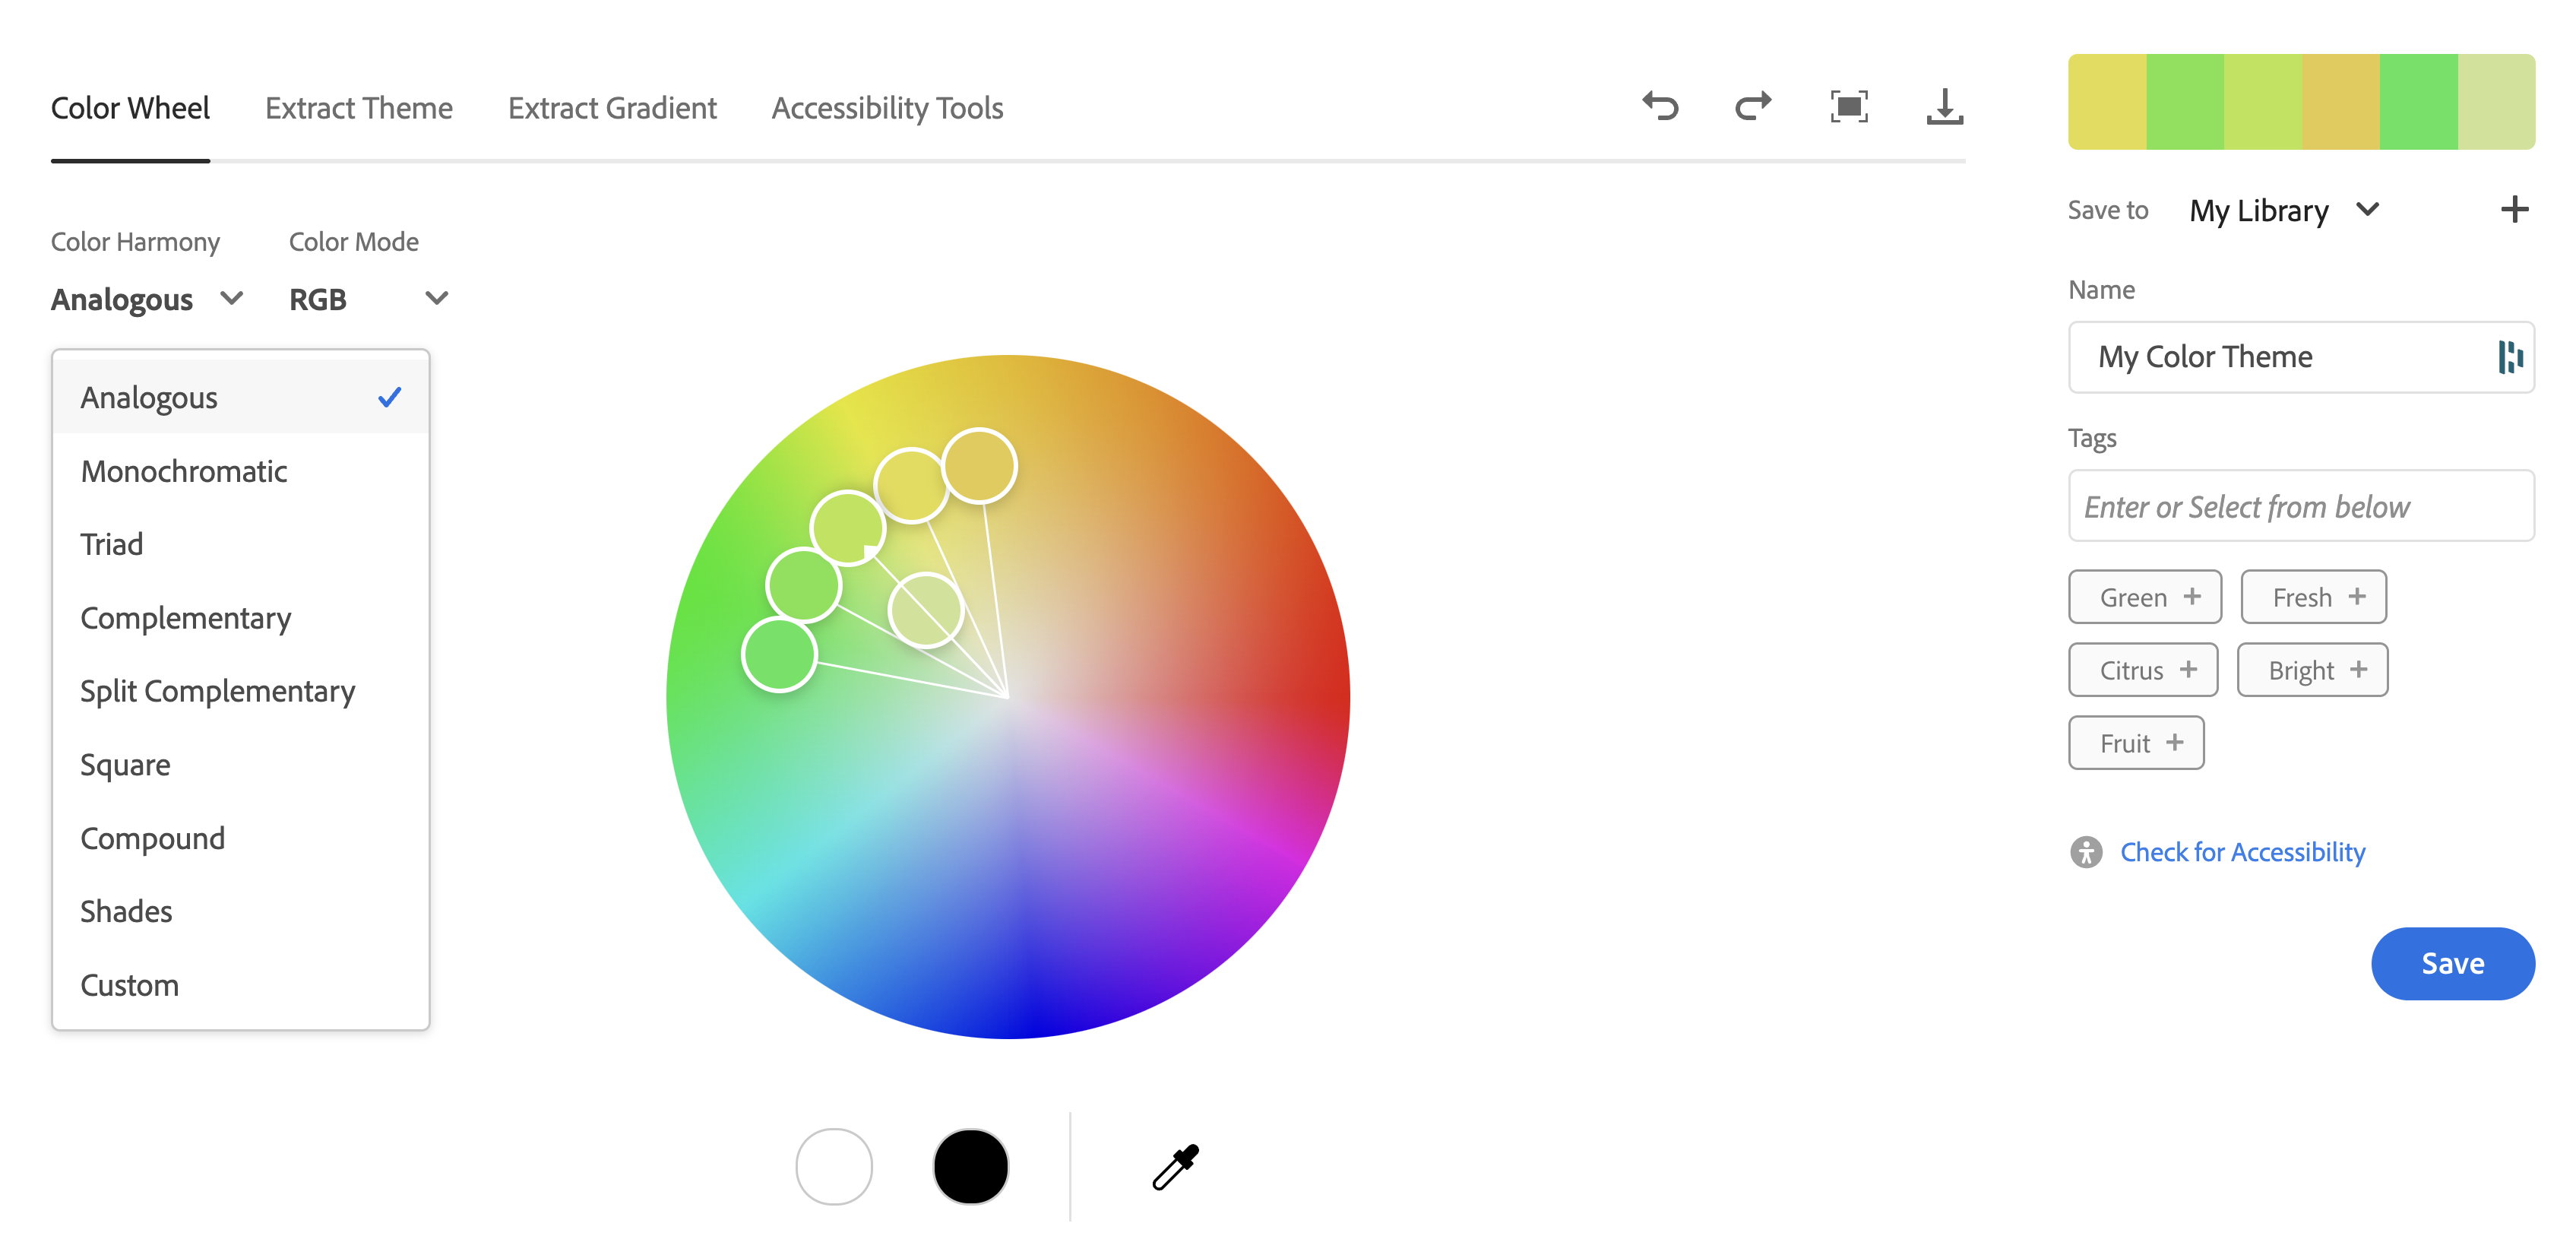 Color Wheel
Extract Theme
Extract Gradient
Accessibility Tools
Color Harmony
Color Mode
Analogous
RGB
Analogous
Monochromatic
Triad
Complementary
Split Complementary
Square
Compound
Shades
Custom
Save to
My Library
Name
My Color Theme
Tags
Enter or Select from below
Green +
Fresh +
Citrus +
Bright +
Fruit +
Check for Accessibility
Save